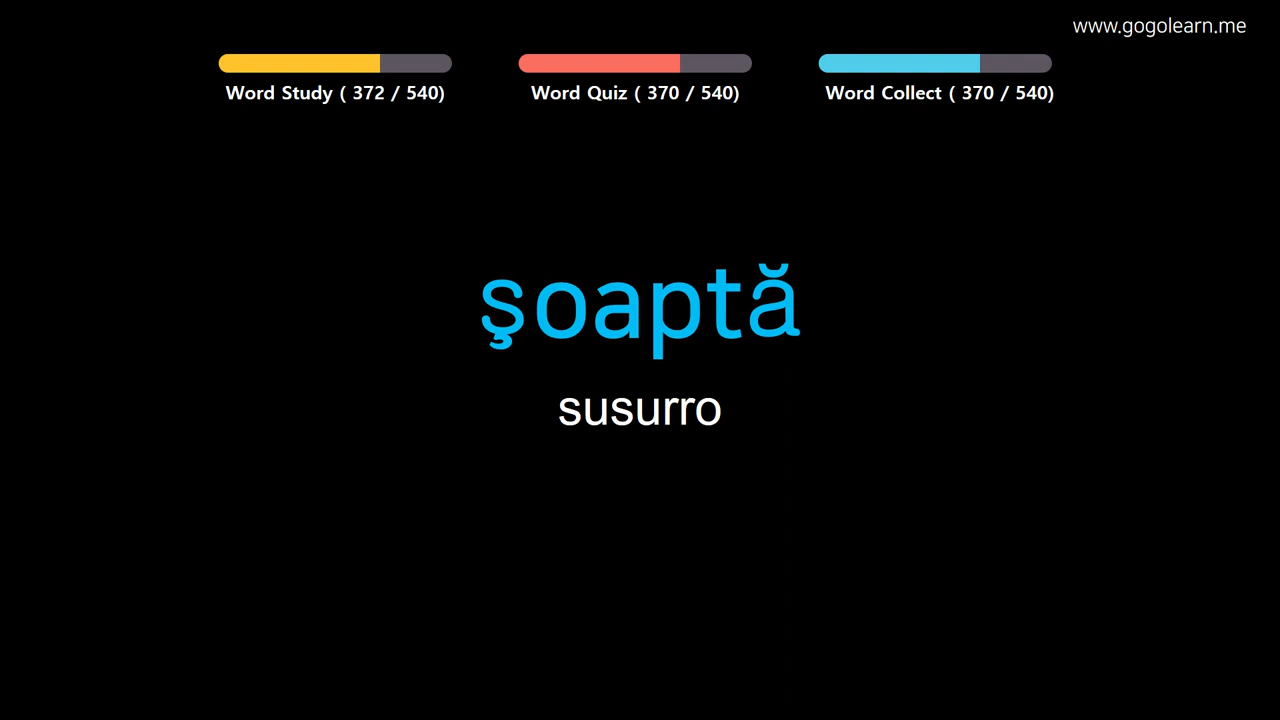 www.gogolearn.me
Word Study ( 372 / 540)
Word Quiz ( 370 / 540)
Word Collect ( 370 / 540)
şoaptă
susurro